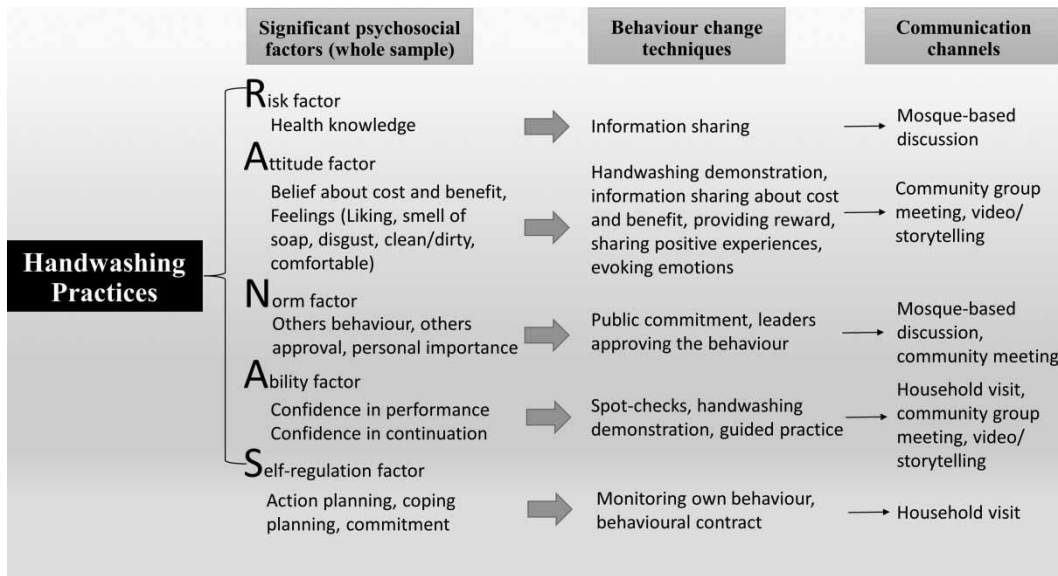 Significant psychosocial
factors (whole sample)
Behaviour change
techniques
Communication
channels
Handwashing
Practices
Risk factor
Health knowledge
Information sharing
Mosque-based
discussion
Attitude factor
Belief about cost and benefit,
Feelings (Liking, smell of
soap, disgust, clean/dirty,
comfortable)
Handwashing demonstration,
information sharing about cost
and benefit, providing reward,
sharing positive experiences,
evoking emotions
Community group
meeting, video/
storytelling
Norm factor
Others behaviour, others
approval, personal importance
Public commitment, leaders
approving the behaviour
Mosque-based
discussion,
community meeting
Ability factor
Confidence in performance
Confidence in continuation
Spot-checks, handwashing
demonstration, guided practice
Household visit,
community group
meeting, video/
storytelling
Self-regulation factor
Action planning, coping
planning, commitment
Monitoring own behaviour,
behavioural contract
Household visit